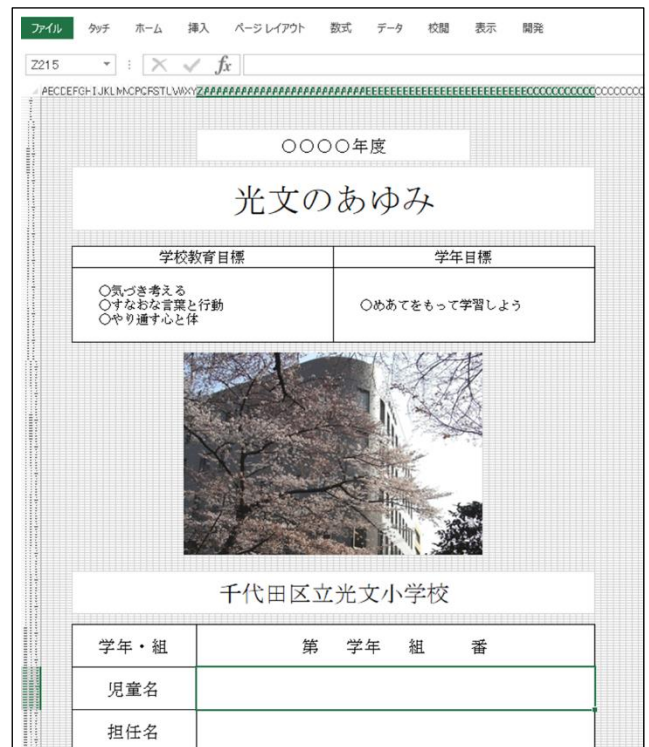 ファイル タッチ ホーム 挿入 ページ レイアウト 数式 データ 校閲 表示 開発
Z215
fx
〇〇〇〇年度
光文のあゆみ
学校教育目標 学年目標
〇気づき考える
〇すなおな言葉と行動
〇やり通す心と体
〇めあてをもって学習しよう
千代田区立光文小学校
学年・組 第 学年 組 番
児童名
担任名